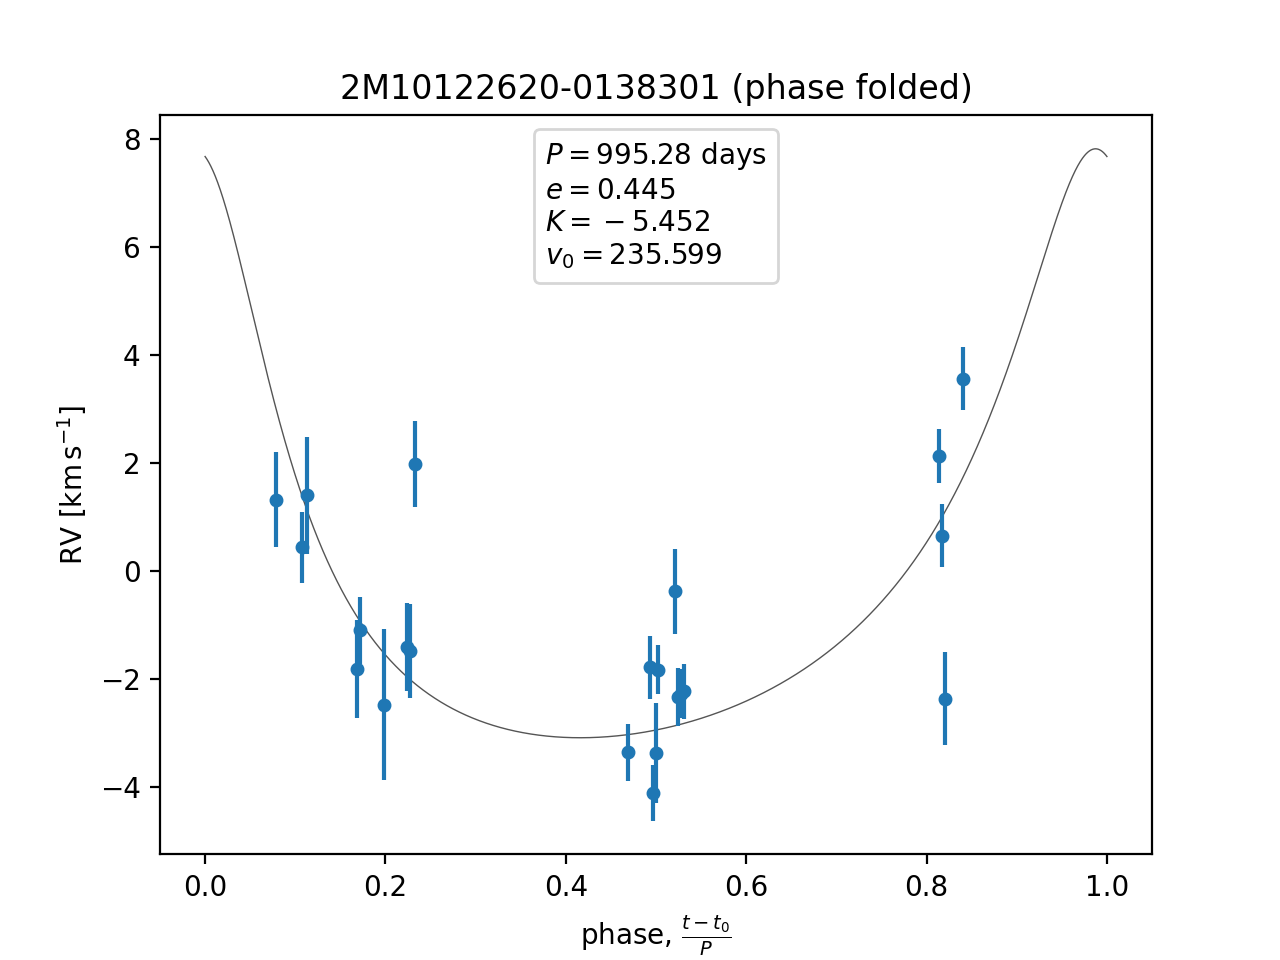 2M10122620-0138301 (phase folded)
P = 995.28 days
e = 0.445
K = −5.452
v₀ = 235.599
8
6
4
2
0
−2
−4
RV [km s⁻¹]
0.0 0.2 0.4 0.6 0.8 1.0
phase, (t − t₀)/P